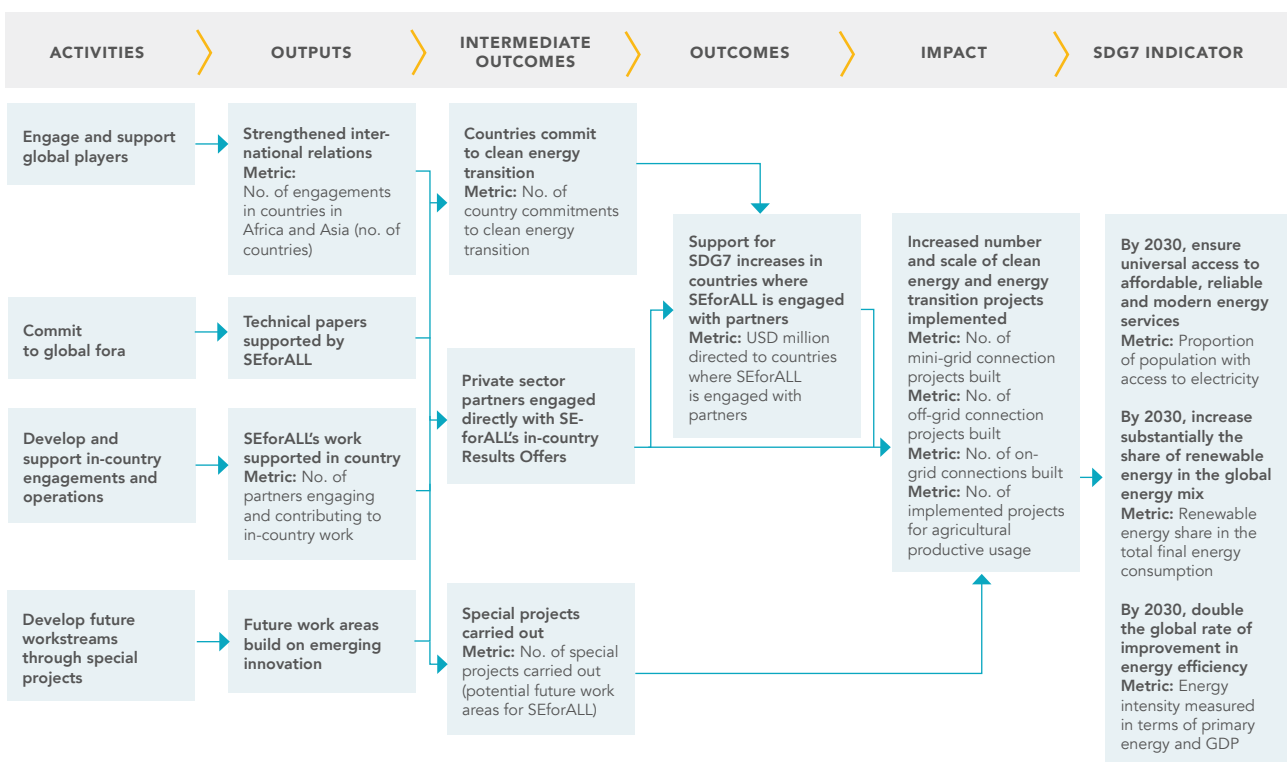 ACTIVITIES
OUTPUTS
INTERMEDIATE
OUTCOMES
OUTCOMES
IMPACT
SDG7 INDICATOR
Engage and support
global players
Commit
to global fora
Develop and
support in-country
engagements and
operations
Develop future
workstreams
through special
projects
Strengthened inter-
national relations
Metric:
No. of engagements
in countries in
Africa and Asia (no. of
countries)
Technical papers
supported by
SEforALL
SEforALL’s work
supported in country
Metric: No. of
partners engaging
and contributing to
in-country work
Future work areas
build on emerging
innovation
Countries commit
to clean energy
transition
Metric: No. of
country commitments
to clean energy
transition
Private sector
partners engaged
directly with SE-
forALL’s in-country
Results Offers
Special projects
carried out
Metric: No. of special
projects carried out
(potential future work
areas for SEforALL)
Support for
SDG7 increases in
countries where
SEforALL is engaged
with partners
Metric: USD million
directed to countries
where SEforALL
is engaged with
partners
Increased number
and scale of clean
energy and energy
transition projects
implemented
Metric: No. of
mini-grid connection
projects built
Metric: No. of
off-grid connection
projects built
Metric: No. of on-
grid connections built
Metric: No. of
implemented projects
for agricultural
productive usage
By 2030, ensure
universal access to
affordable, reliable
and modern energy
services
Metric: Proportion
of population with
access to electricity
By 2030, increase
substantially the
share of renewable
energy in the global
energy mix
Metric: Renewable
energy share in the
total final energy
consumption
By 2030, double
the global rate of
improvement in
energy efficiency
Metric: Energy
intensity measured
in terms of primary
energy and GDP